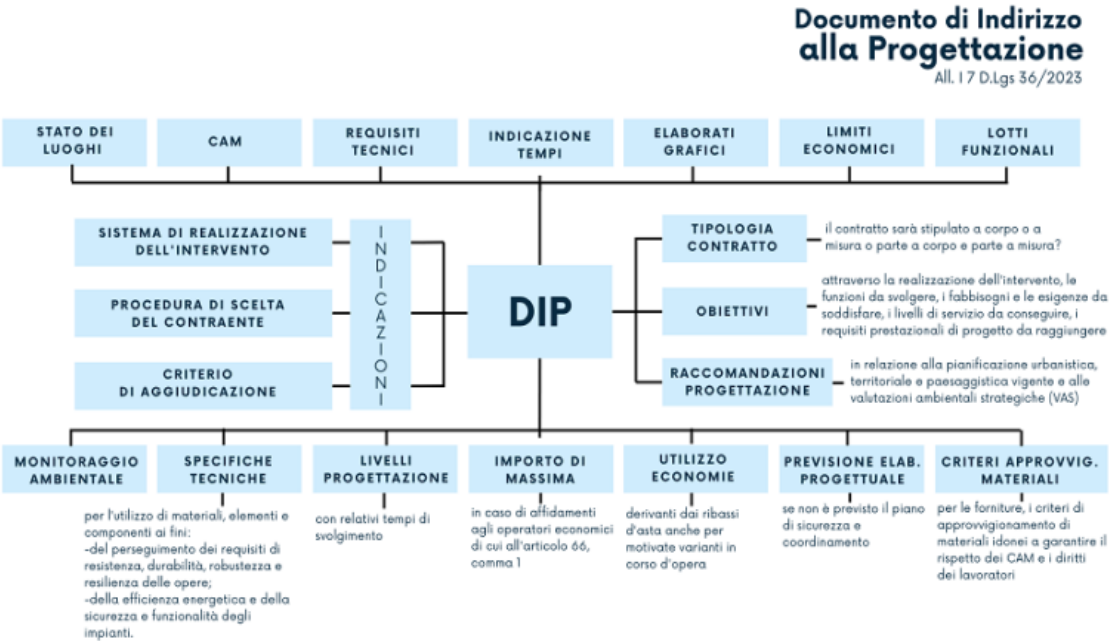 Documento di Indirizzo
alla Progettazione
All. I 7 D.Lgs 36/2023
STATO DEI
LUOGHI
CAM
REQUISITI
TECNICI
INDICAZIONE
TEMPI
ELABORATI
GRAFICI
LIMITI
ECONOMICI
LOTTI
FUNZIONALI
SISTEMA DI REALIZZAZIONE
DELL'INTERVENTO
PROCEDURA DI SCELTA
DEL CONTRAENTE
CRITERIO
DI AGGIUDICAZIONE
INDICAZIONI
DIP
TIPOLOGIA
CONTRATTO
il contratto sarà stipulato a corpo o a
misura o parte a corpo e parte a misura?
OBIETTIVI
attraverso la realizzazione dell'intervento, le
funzioni da svolgere, i fabbisogni e le esigenze da
soddisfare, i livelli di servizio da conseguire, i
requisiti prestazionali di progetto da raggiungere
RACCOMANDAZIONI
PROGETTAZIONE
in relazione alla pianificazione urbanistica,
territoriale e paesaggistica vigente e alle
valutazioni ambientali strategiche (VAS)
MONITORAGGIO
AMBIENTALE
SPECIFICHE
TECNICHE
per l'utilizzo di materiali, elementi e
componenti ai fini:
-del perseguimento dei requisiti di
resistenza, durabilità, robustezza e
resilienza delle opere;
-della efficienza energetica e della
sicurezza e funzionalità degli
impianti.
LIVELLI
PROGETTAZIONE
con relativi tempi di
svolgimento
IMPORTO DI
MASSIMA
in caso di affidamenti
agli operatori economici
di cui all'articolo 66,
comma 1
UTILIZZO
ECONOMIE
derivanti dai ribassi
d'asta anche per
motivate varianti in
corso d'opera
PREVISIONE ELAB.
PROGETTUALE
se non è previsto il piano
di sicurezza e
coordinamento
CRITERI APPROVVIG.
MATERIALI
per le forniture, i criteri di
approvvigionamento di
materiali idonei a garantire il
rispetto dei CAM e i diritti
dei lavoratori